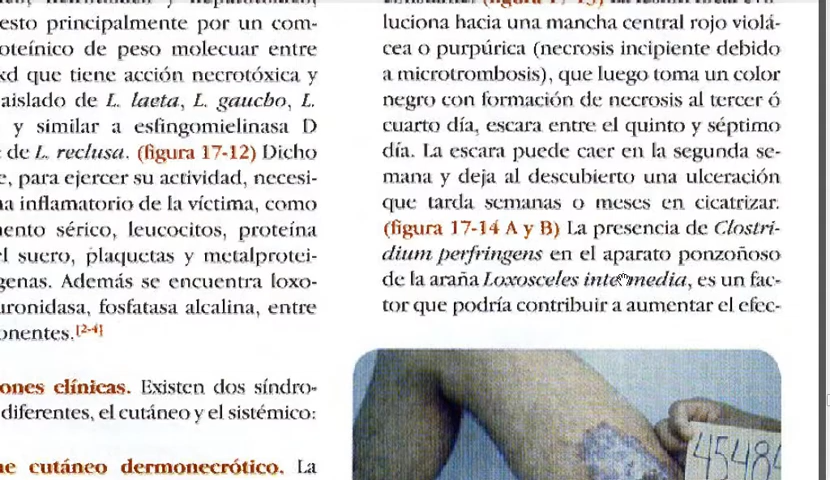 esto principalmente por un com-
oteínico de peso molecuar entre
kd que tiene acción necrotóxica y
aislado de L. laeta, L. gaucho, L.
y similar a esfingomielinasa D
de L. reclusa. (figura 17-12) Dicho
e, para ejercer su actividad, necesi-
na inflamatorio de la víctima, como
mento sérico, leucocitos, proteína
el suero, plaquetas y metalprotei-
genas. Además se encuentra loxo-
uronidasa, fosfatasa alcalina, entre
ponentes.[2-4]
ones clínicas. Existen dos síndro-
diferentes, el cutáneo y el sistémico:
ne cutáneo dermonecrótico. La
luciona hacia una mancha central rojo violá-
cea o purpúrica (necrosis incipiente debido
a microtrombosis), que luego toma un color
negro con formación de necrosis al tercer ó
cuarto día, escara entre el quinto y séptimo
día. La escara puede caer en la segunda se-
mana y deja al descubierto una ulceración
que tarda semanas o meses en cicatrizar.
(figura 17-14 A y B) La presencia de Clostri-
dium perfringens en el aparato ponzoñoso
de la araña Loxosceles intermedia, es un fac-
tor que podría contribuir a aumentar el efec-
45484